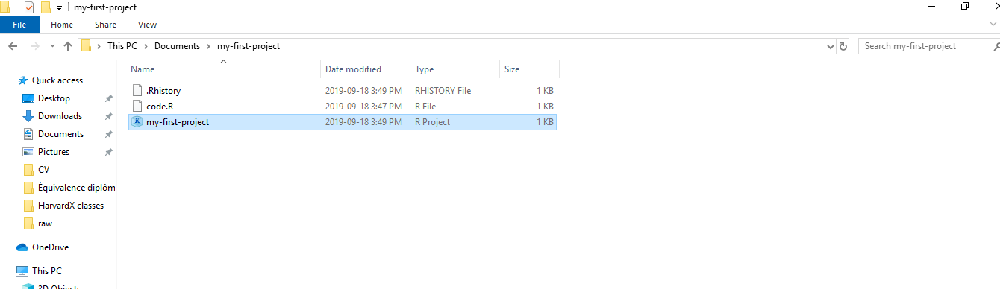 my-first-project
File Home Share View
This PC Documents my-first-project
Search my-first-project
Name Date modified Type Size
.Rhistory 2019-09-18 3:49 PM RHISTORY File 1 KB
code.R 2019-09-18 3:47 PM R File 1 KB
my-first-project 2019-09-18 3:49 PM R Project 1 KB
Quick access
Desktop
Downloads
Documents
Pictures
CV
Équivalence diplôm
HarvardX classes
raw
OneDrive
This PC
3D Objects